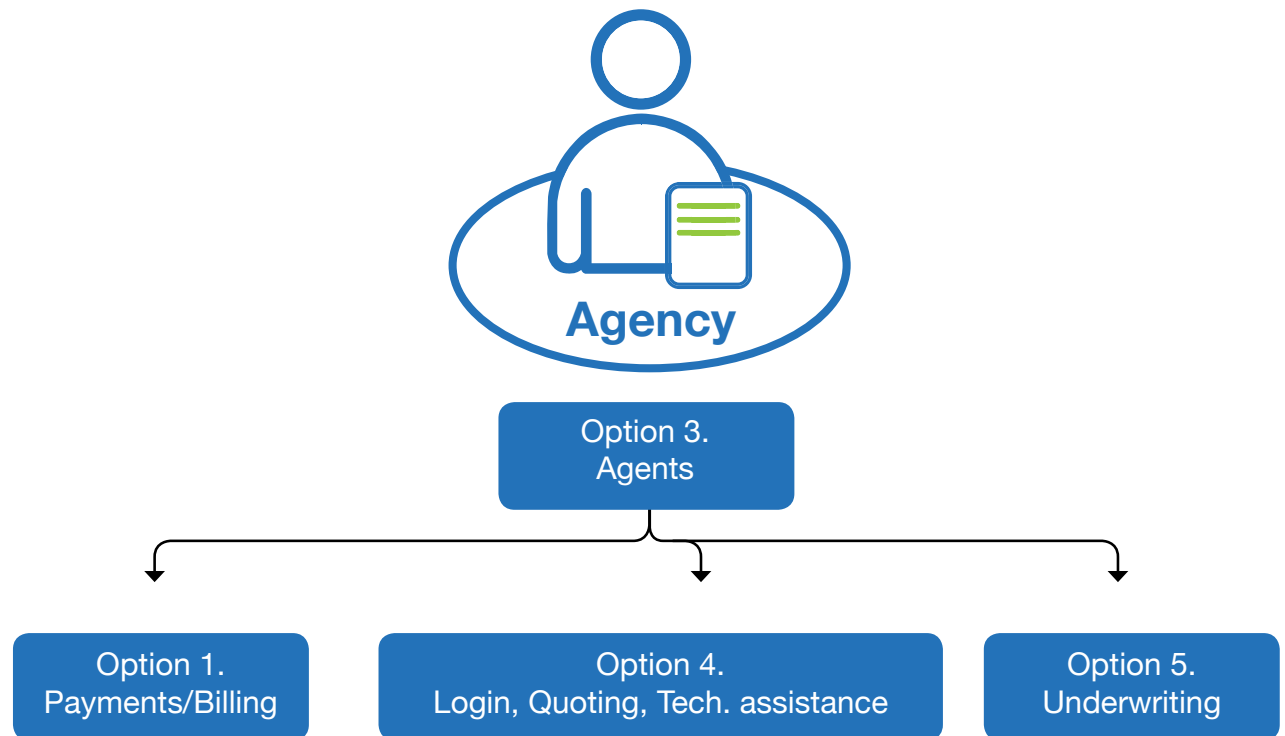 Agency
Option 3.
Agents
Option 1.
Payments/Billing
Option 4.
Login, Quoting, Tech. assistance
Option 5.
Underwriting